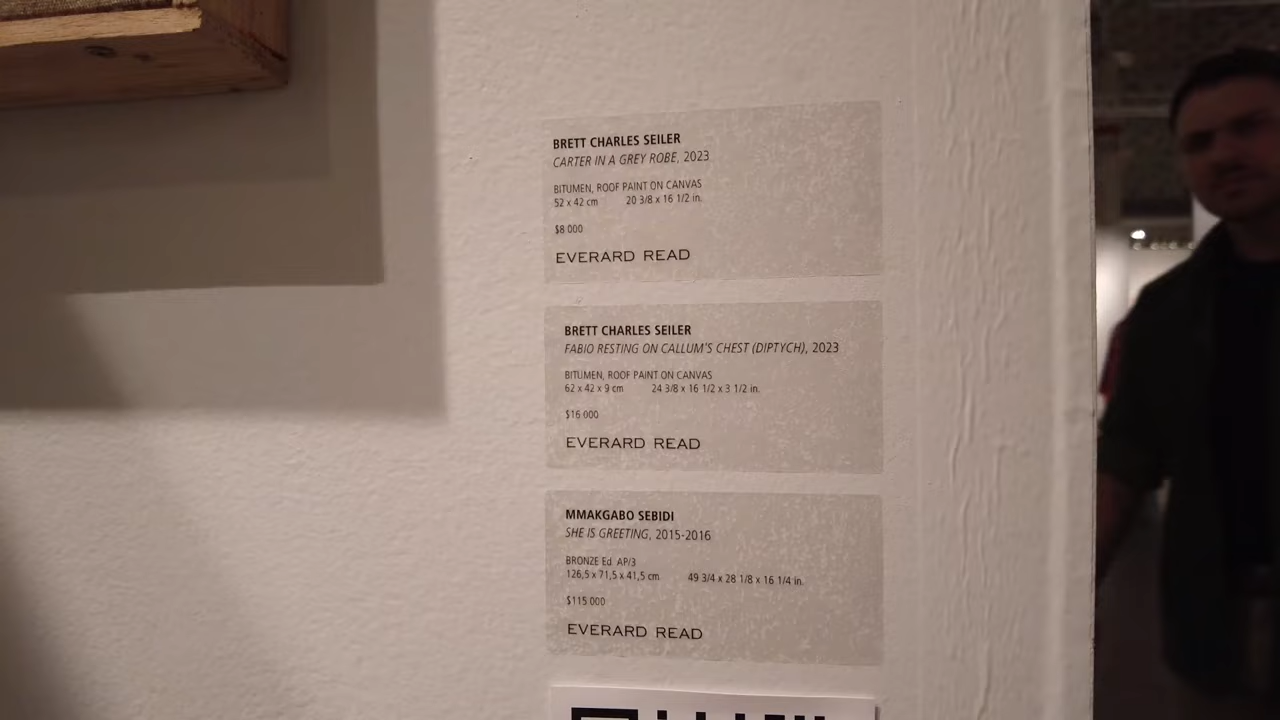 BRETT CHARLES SEILER
CARTER IN A GREY ROBE, 2023
BITUMEN, ROOF PAINT ON CANVAS
52 x 42 cm 20 3/8 x 16 1/2 in.
$8 000
EVERARD READ
BRETT CHARLES SEILER
FABIO RESTING ON CALLUM'S CHEST (DIPTYCH), 2023
BITUMEN, ROOF PAINT ON CANVAS
62 x 42 x 9 cm 24 3/8 x 16 1/2 x 3 1/2 in.
$16 000
EVERARD READ
MMAKGABO SEBIDI
SHE IS GREETING, 2015-2016
BRONZE Ed AP/3
126,5 x 71,5 x 41,5 cm 49 3/4 x 28 1/8 x 16 1/4 in.
$115 000
EVERARD READ